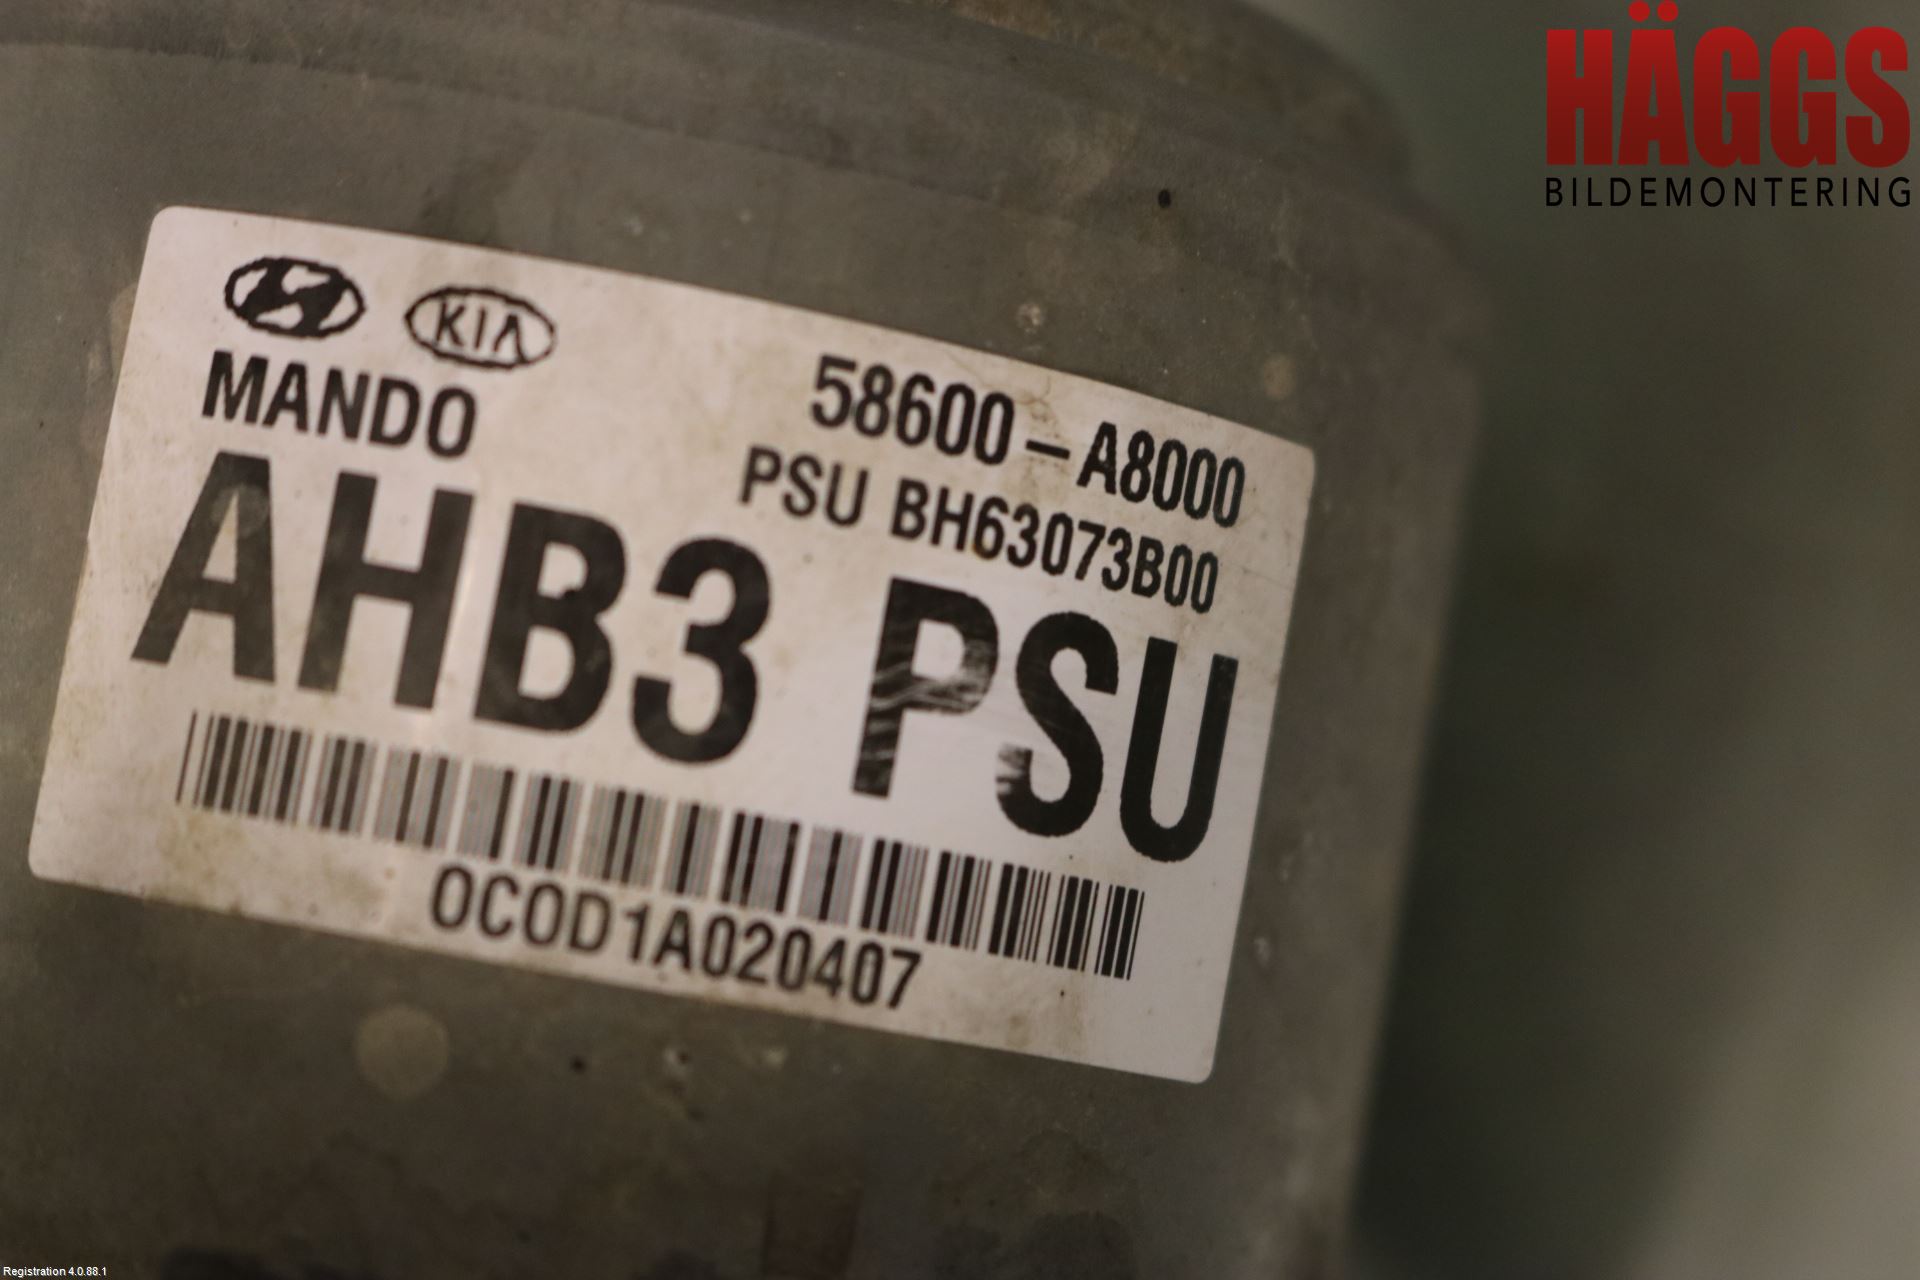 HÄGGS
BILDEMONTERING
KIA
MANDO
58600-A8000
PSU BH63073B00
AHB3 PSU
0C0D1A020407
Registration 4.0.88.1